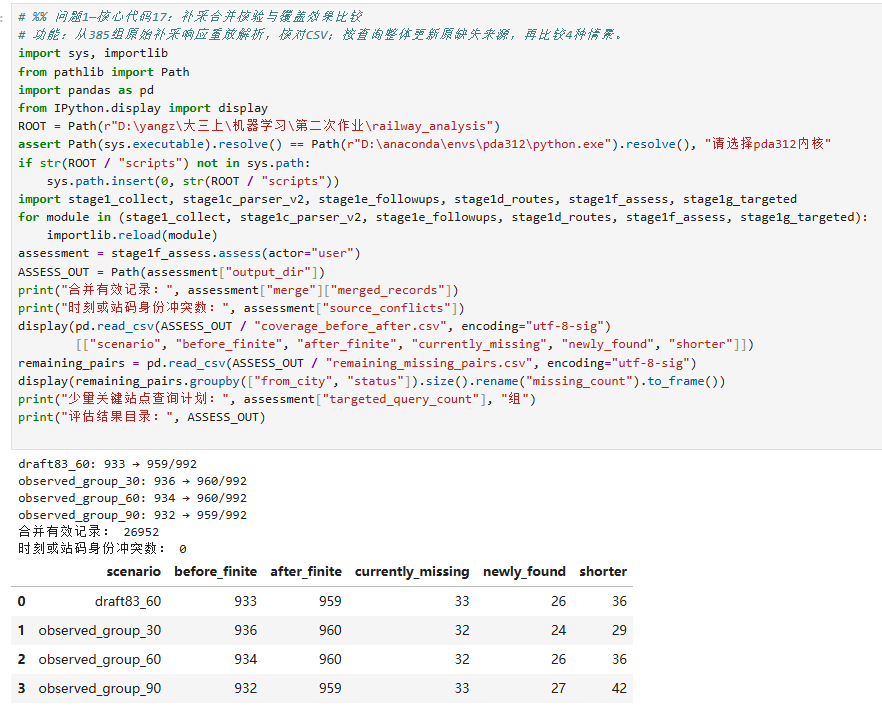 # %% 问题1—核心代码17：补采合并核验与覆盖效果比较
# 功能：从385组原始补采响应重放解析，核对CSV；按查询整体更新原缺失来源，再比较4种情景。
import sys, importlib
from pathlib import Path
import pandas as pd
from IPython.display import display
ROOT = Path(r"D:\yangz\大三上\机器学习\第二次作业\railway_analysis")
assert Path(sys.executable).resolve() == Path(r"D:\anaconda\envs\pda312\python.exe").resolve(), "请选择pda312内核"
if str(ROOT / "scripts") not in sys.path:
    sys.path.insert(0, str(ROOT / "scripts"))
import stage1_collect, stage1c_parser_v2, stage1e_followups, stage1d_routes, stage1f_assess, stage1g_targeted
for module in (stage1_collect, stage1c_parser_v2, stage1e_followups, stage1d_routes, stage1f_assess, stage1g_targeted):
    importlib.reload(module)
assessment = stage1f_assess.assess(actor="user")
ASSESS_OUT = Path(assessment["output_dir"])
print("合并有效记录：", assessment["merge"]["merged_records"])
print("时刻或站码身份冲突数：", assessment["source_conflicts"])
display(pd.read_csv(ASSESS_OUT / "coverage_before_after.csv", encoding="utf-8-sig")
        [["scenario", "before_finite", "after_finite", "currently_missing", "newly_found", "shorter"]])
remaining_pairs = pd.read_csv(ASSESS_OUT / "remaining_missing_pairs.csv", encoding="utf-8-sig")
display(remaining_pairs.groupby(["from_city", "status"]).size().rename("missing_count").to_frame())
print("少量关键站点查询计划：", assessment["targeted_query_count"], "组")
print("评估结果目录：", ASSESS_OUT)
draft83_60: 933 → 959/992
observed_group_30: 936 → 960/992
observed_group_60: 934 → 960/992
observed_group_90: 932 → 959/992
合并有效记录： 26952
时刻或站码身份冲突数： 0
scenario before_finite after_finite currently_missing newly_found shorter
0 draft83_60 933 959 33 26 36
1 observed_group_30 936 960 32 24 29
2 observed_group_60 934 960 32 26 36
3 observed_group_90 932 959 33 27 42